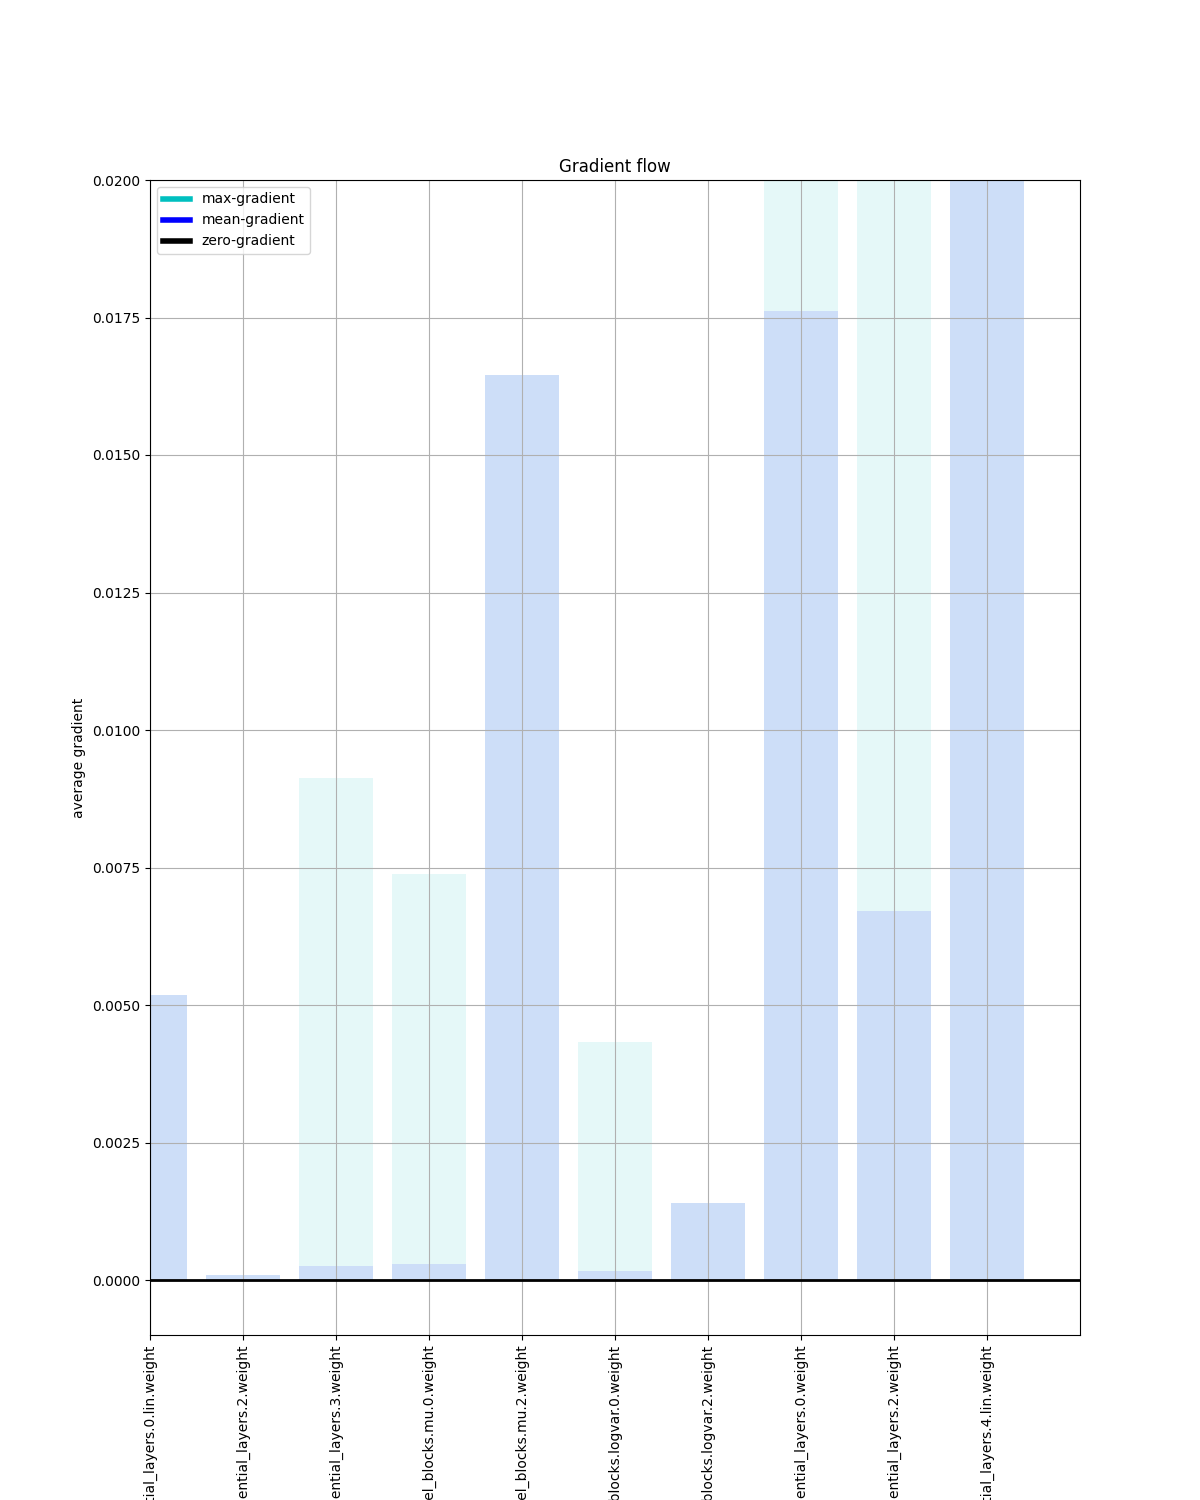 Gradient flow
max-gradient
mean-gradient
zero-gradient
0.0200
0.0175
0.0150
0.0125
0.0100
0.0075
0.0050
0.0025
0.0000
average gradient
tial_layers.0.lin.weight
ential_layers.2.weight
ential_layers.3.weight
el_blocks.mu.0.weight
el_blocks.mu.2.weight
blocks.logvar.0.weight
blocks.logvar.2.weight
ential_layers.0.weight
ential_layers.2.weight
tial_layers.4.lin.weight